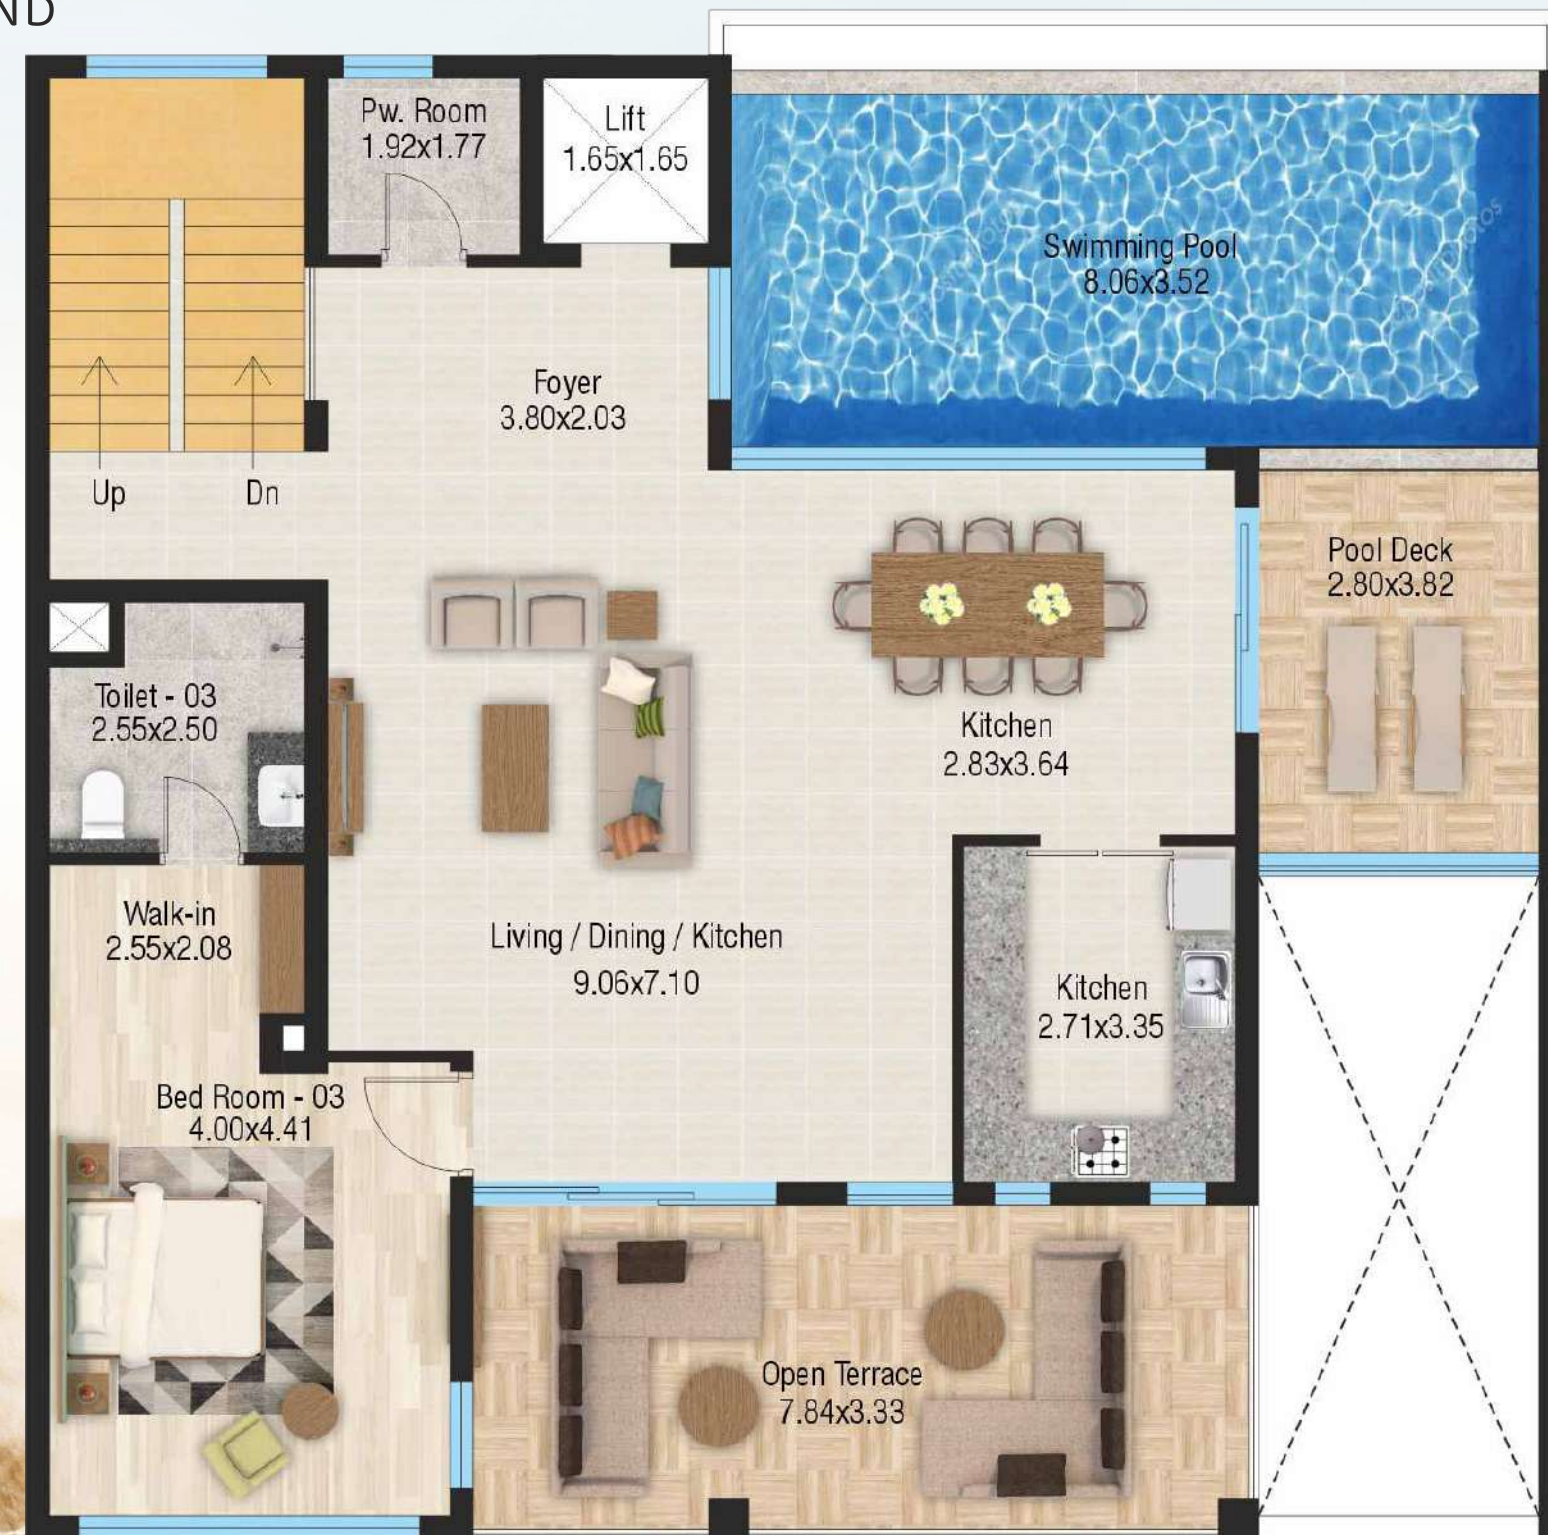 ND
Pw. Room
1.92x1.77
Lift
1.65x1.65
Swimming Pool
8.06x3.52
Foyer
3.80x2.03
Up
Dn
Pool Deck
2.80x3.82
Toilet - 03
2.55x2.50
Kitchen
2.83x3.64
Walk-in
2.55x2.08
Living / Dining / Kitchen
9.06x7.10
Kitchen
2.71x3.35
Bed Room - 03
4.00x4.41
Open Terrace
7.84x3.33